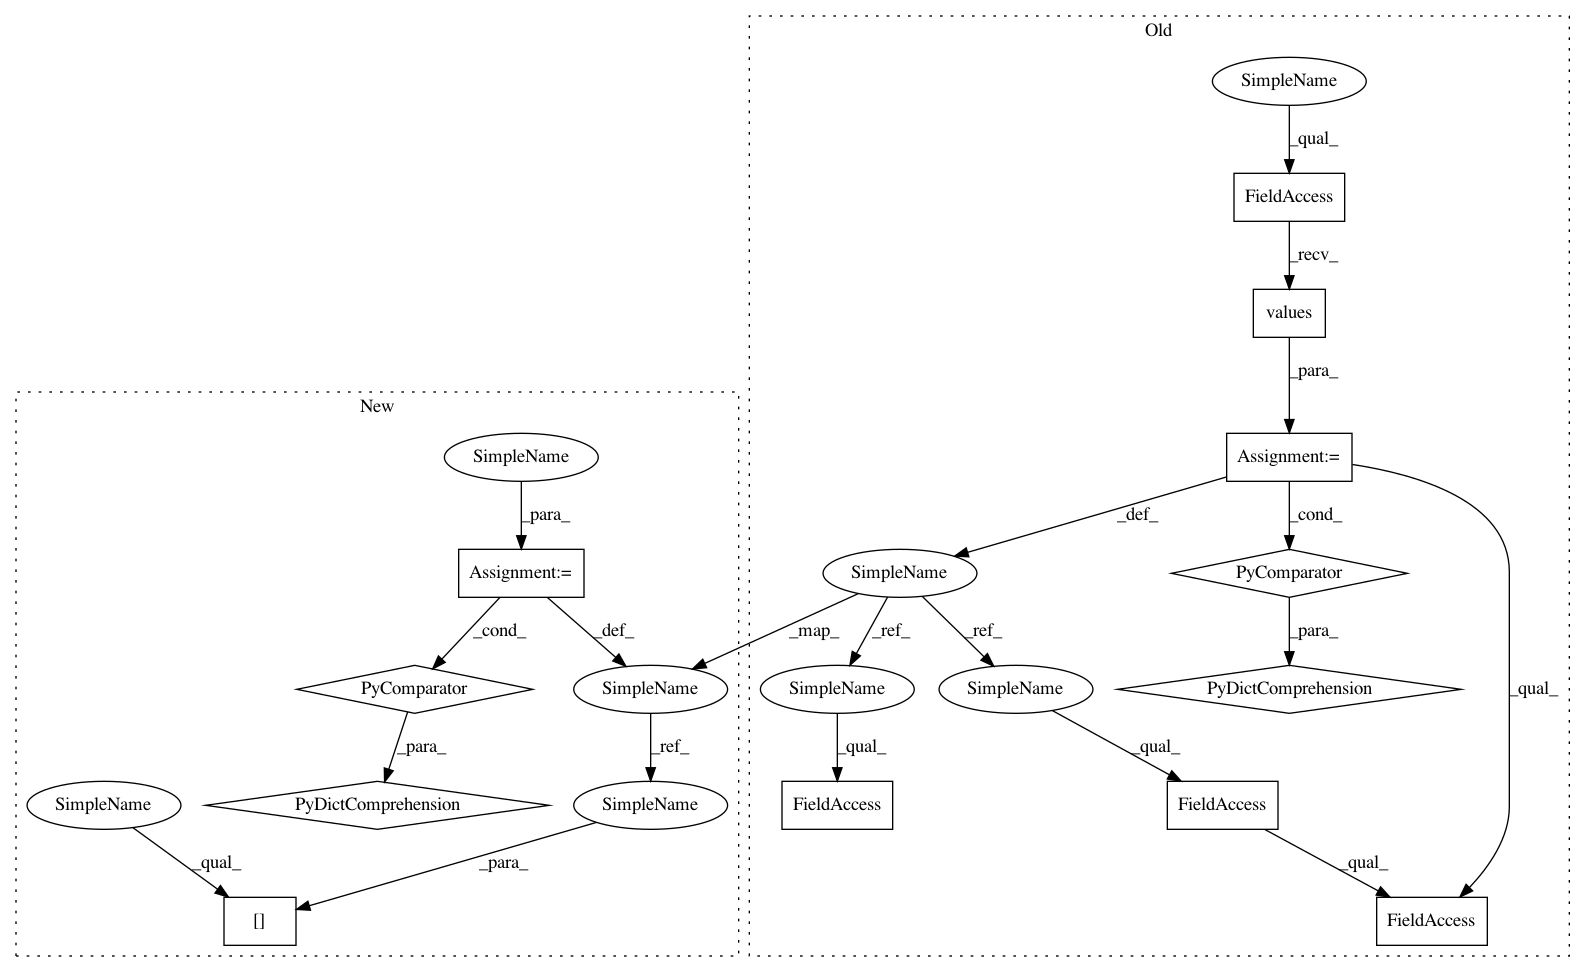 Old
SimpleName
_qual_
FieldAccess
_recv_
values
_para_
New
SimpleName
Assignment:=
_para_
_def_
_cond_
Assignment:=
SimpleName
PyComparator
_cond_
_def_
_map_
_ref_
_ref_
_para_
PyComparator
SimpleName
SimpleName
SimpleName
PyDictComprehension
_qual_
_para_
_ref_
_qual_
_qual_
SimpleName
PyDictComprehension
SimpleName
FieldAccess
FieldAccess
_qual_
_para_
_qual_
[]
FieldAccess